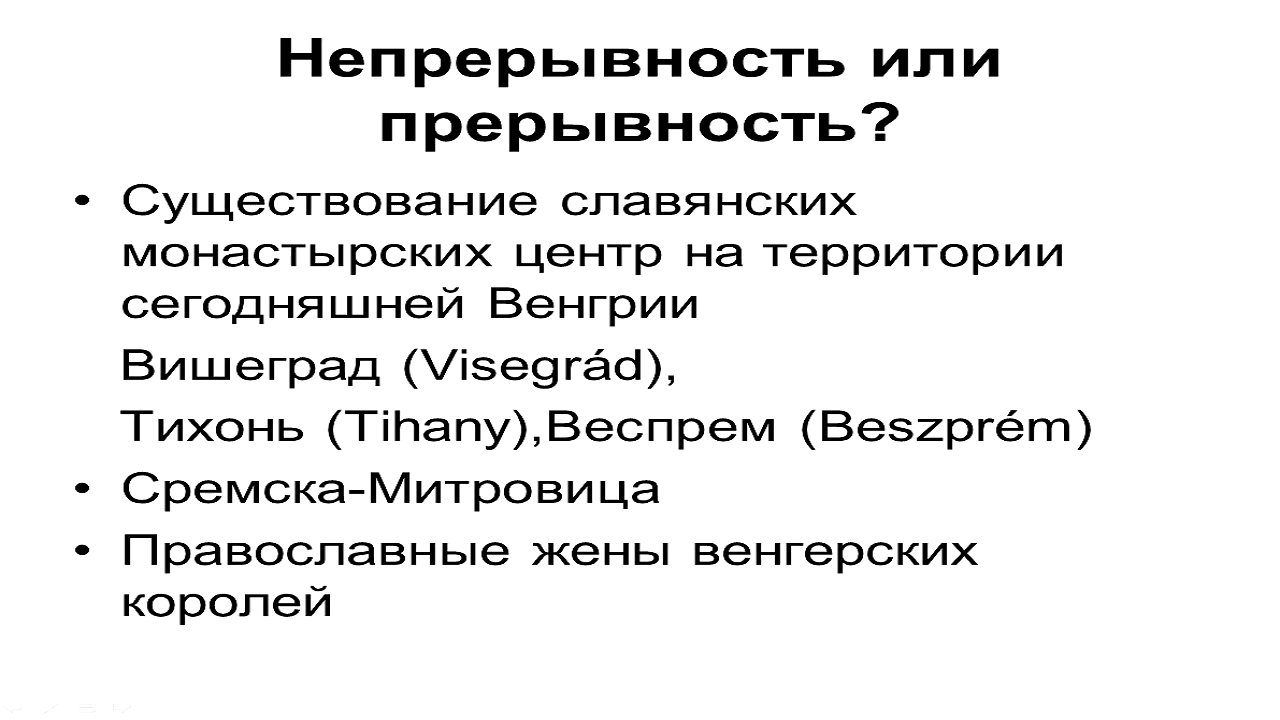 Непрерывность или
прерывность?
• Существование славянских
монастырских центр на территории
сегодняшней Венгрии
Вишеград (Visegrád),
Тихонь (Tihany),Веспрем (Beszprém)
• Сремска-Митровица
• Православные жены венгерских
королей